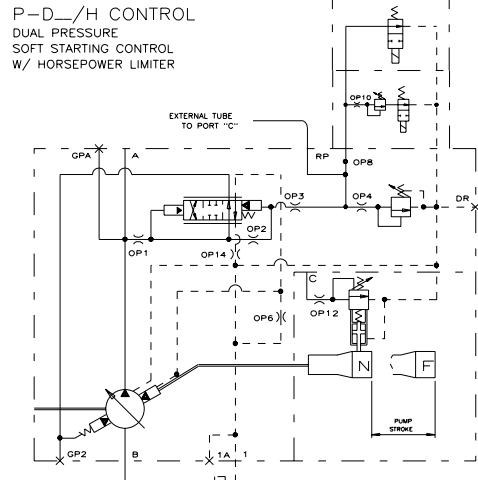 P-D__/H CONTROL
DUAL PRESSURE
SOFT STARTING CONTROL
W/ HORSEPOWER LIMITER
OP10
EXTERNAL TUBE
TO PORT "C"
GPA
A
RP
OP8
OP3
OP4
DR
OP1
OP2
OP14
C
OP12
OP6
N
F
PUMP
STROKE
GP2
B
1A
1